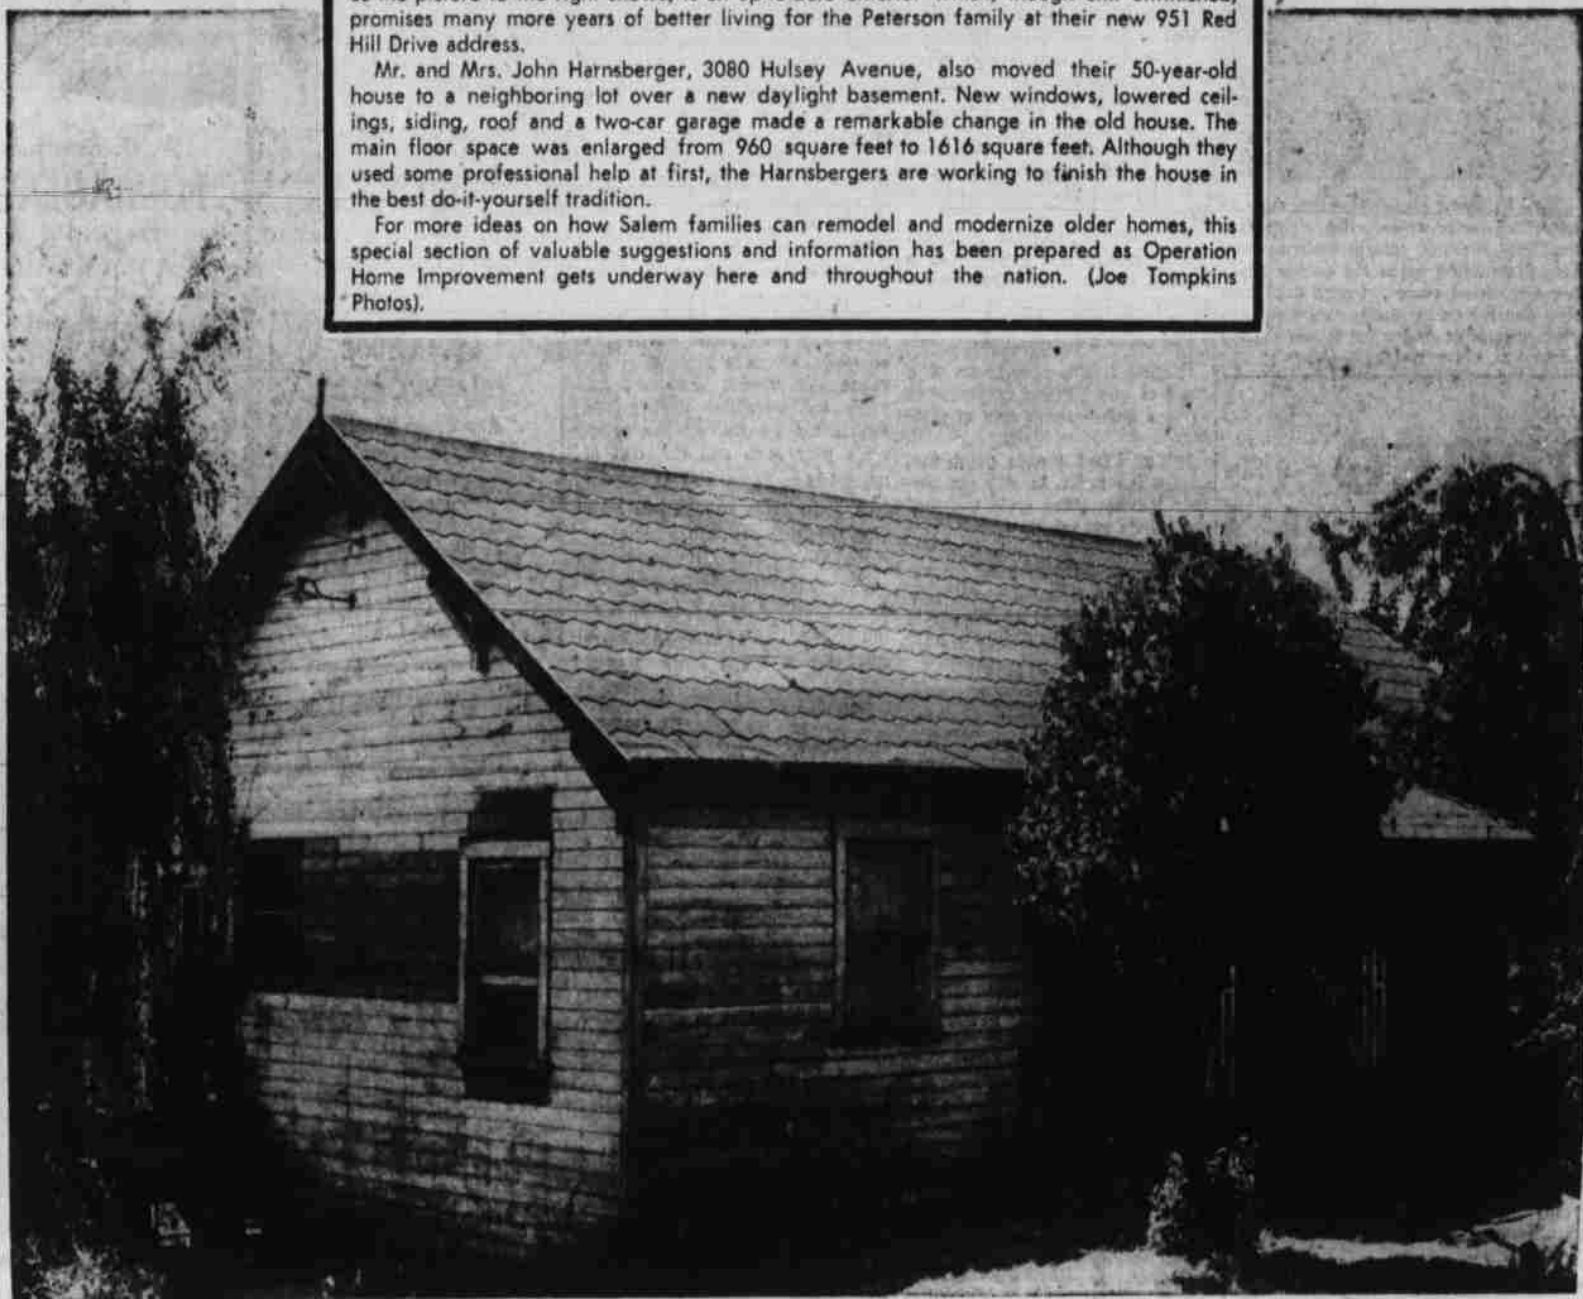 promises many more years of better living for the Peterson family at their new 951 Red
Hill Drive address.
Mr. and Mrs. John Harnsberger, 3080 Hulsey Avenue, also moved their 50-year-old
house to a neighboring lot over a new daylight basement. New windows, lowered ceil-
ings, siding, roof and a two-car garage made a remarkable change in the old house. The
main floor space was enlarged from 960 square feet to 1616 square feet. Although they
used some professional help at first, the Harnsbergers are working to finish the house in
the best do-it-yourself tradition.
For more ideas on how Salem families can remodel and modernize older homes, this
special section of valuable suggestions and information has been prepared as Operation
Home Improvement gets underway here and throughout the nation. (Joe Tompkins
Photos).